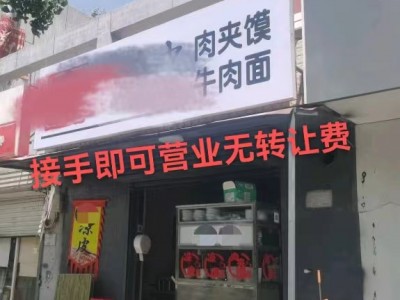 肉夹馍
牛肉面
接手即可营业无转让费
凉皮